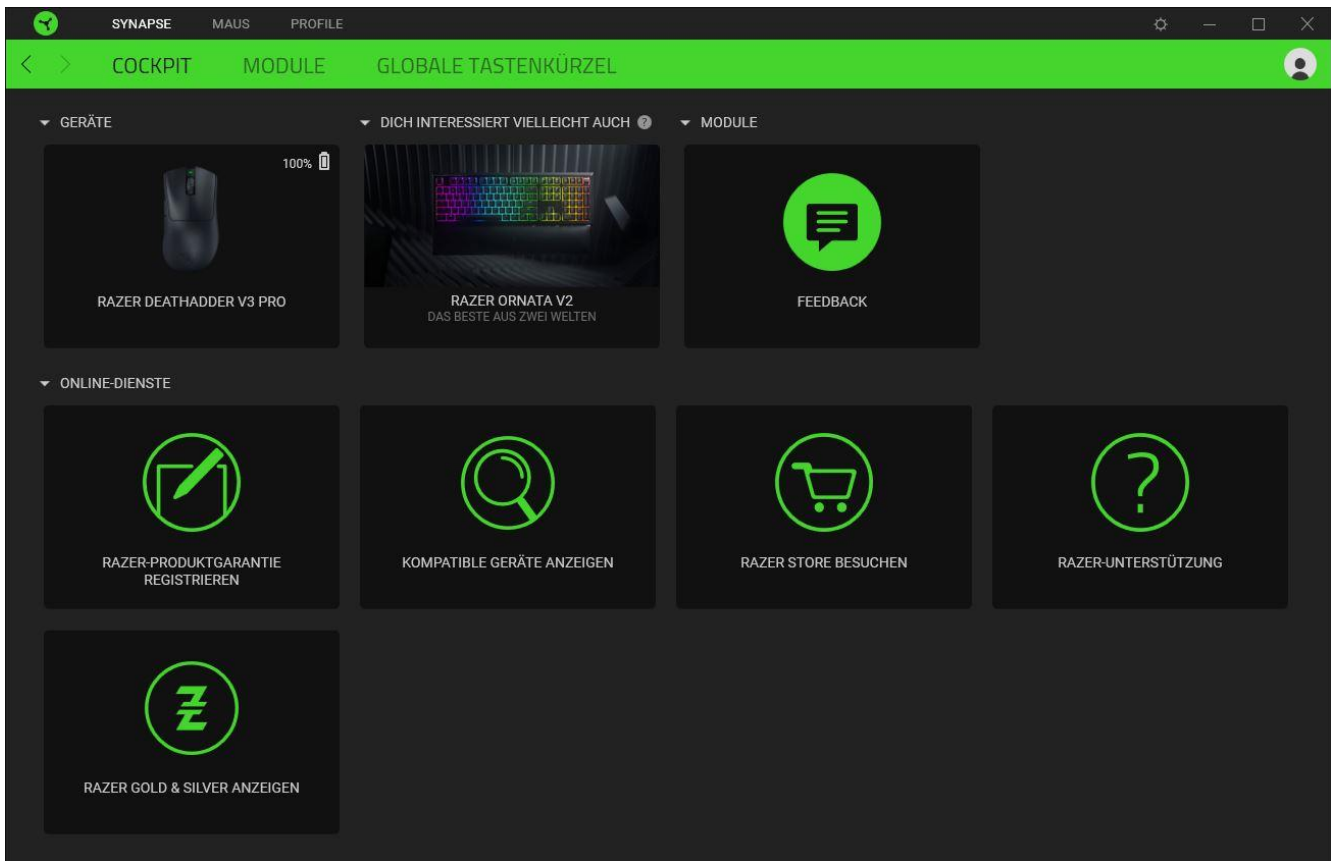 SYNAPSE MAUS PROFILE
COCKPIT MODULE GLOBALE TASTENKÜRZEL
GERÄTE
DICH INTERESSIERT VIELLEICHT AUCH ?
MODULE
100%
RAZER DEATHADDER V3 PRO
RAZER ORNATA V2
DAS BESTE AUS ZWEI WELTEN
FEEDBACK
ONLINE-DIENSTE
RAZER-PRODUKTGARANTIE
REGISTRIEREN
KOMPATIBLE GERÄTE ANZEIGEN
RAZER STORE BESUCHEN
?
RAZER-UNTERSTÜTZUNG
RAZER GOLD & SILVER ANZEIGEN